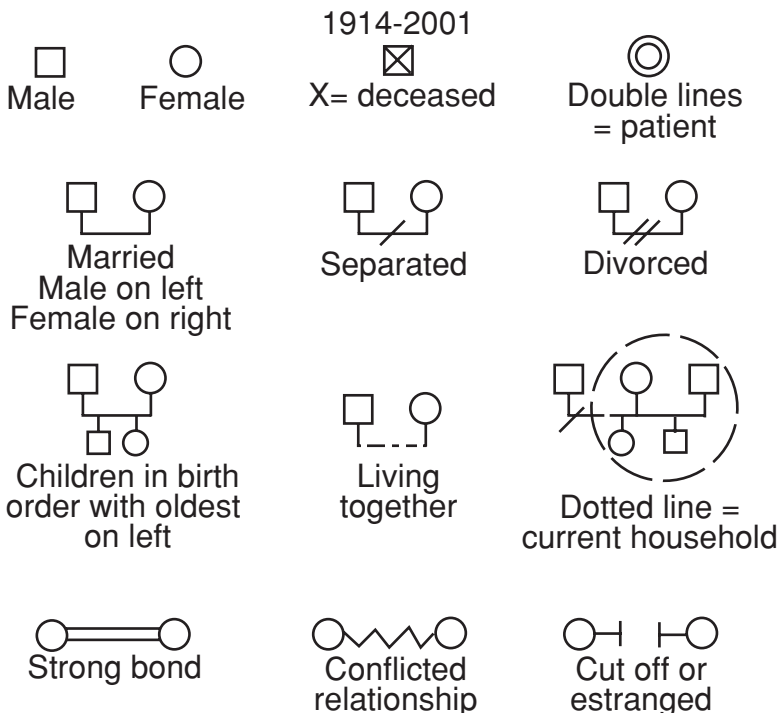 1914-2001
Male
Female
X= deceased
Double lines
= patient
Married
Male on left
Female on right
Separated
Divorced
Children in birth
order with oldest
on left
Living
together
Dotted line =
current household
Strong bond
Conflicted
relationship
Cut off or
estranged